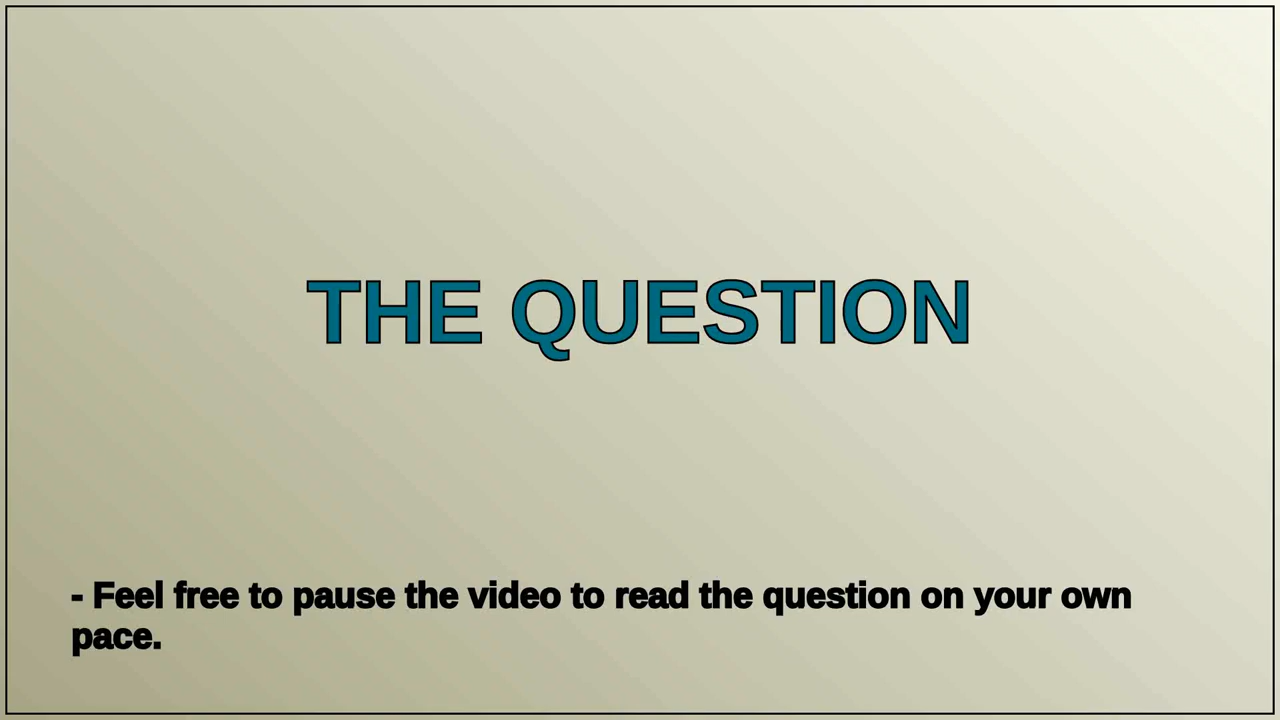 THE QUESTION
- Feel free to pause the video to read the question on your own
pace.